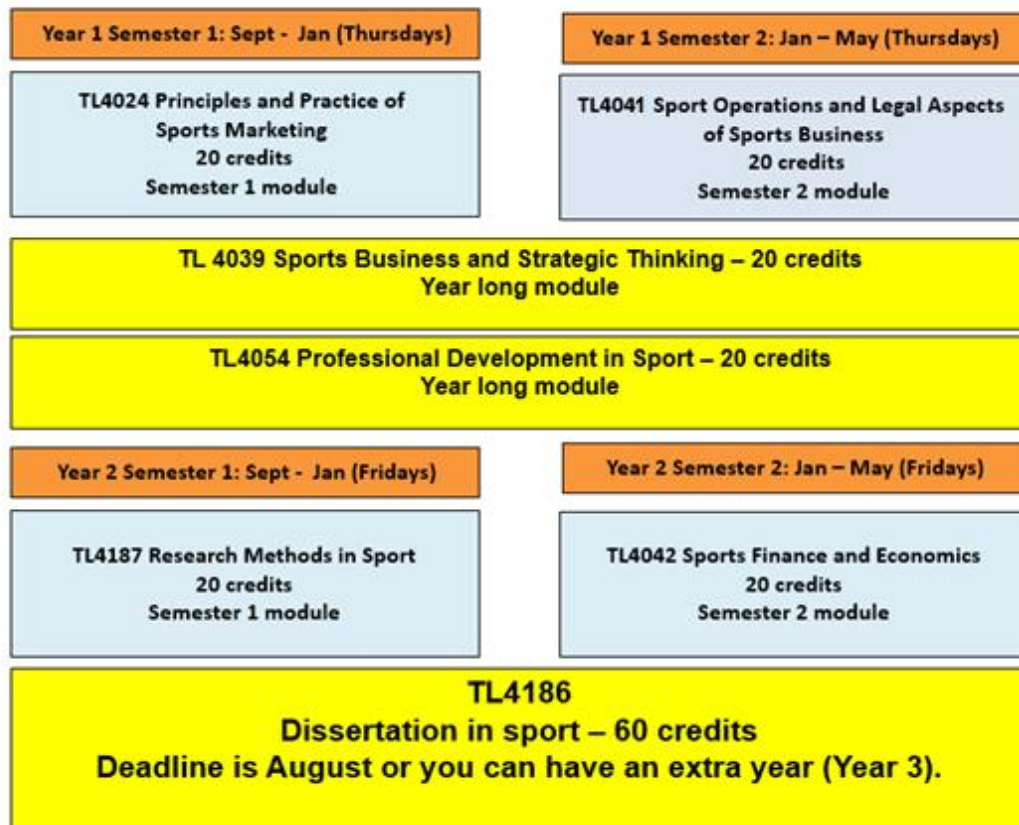 Year 1 Semester 1: Sept - Jan (Thursdays)
Year 1 Semester 2: Jan – May (Thursdays)
TL4024 Principles and Practice of
Sports Marketing
20 credits
Semester 1 module
TL4041 Sport Operations and Legal Aspects
of Sports Business
20 credits
Semester 2 module
TL 4039 Sports Business and Strategic Thinking – 20 credits
Year long module
TL4054 Professional Development in Sport – 20 credits
Year long module
Year 2 Semester 1: Sept - Jan (Fridays)
Year 2 Semester 2: Jan – May (Fridays)
TL4187 Research Methods in Sport
20 credits
Semester 1 module
TL4042 Sports Finance and Economics
20 credits
Semester 2 module
TL4186
Dissertation in sport – 60 credits
Deadline is August or you can have an extra year (Year 3).